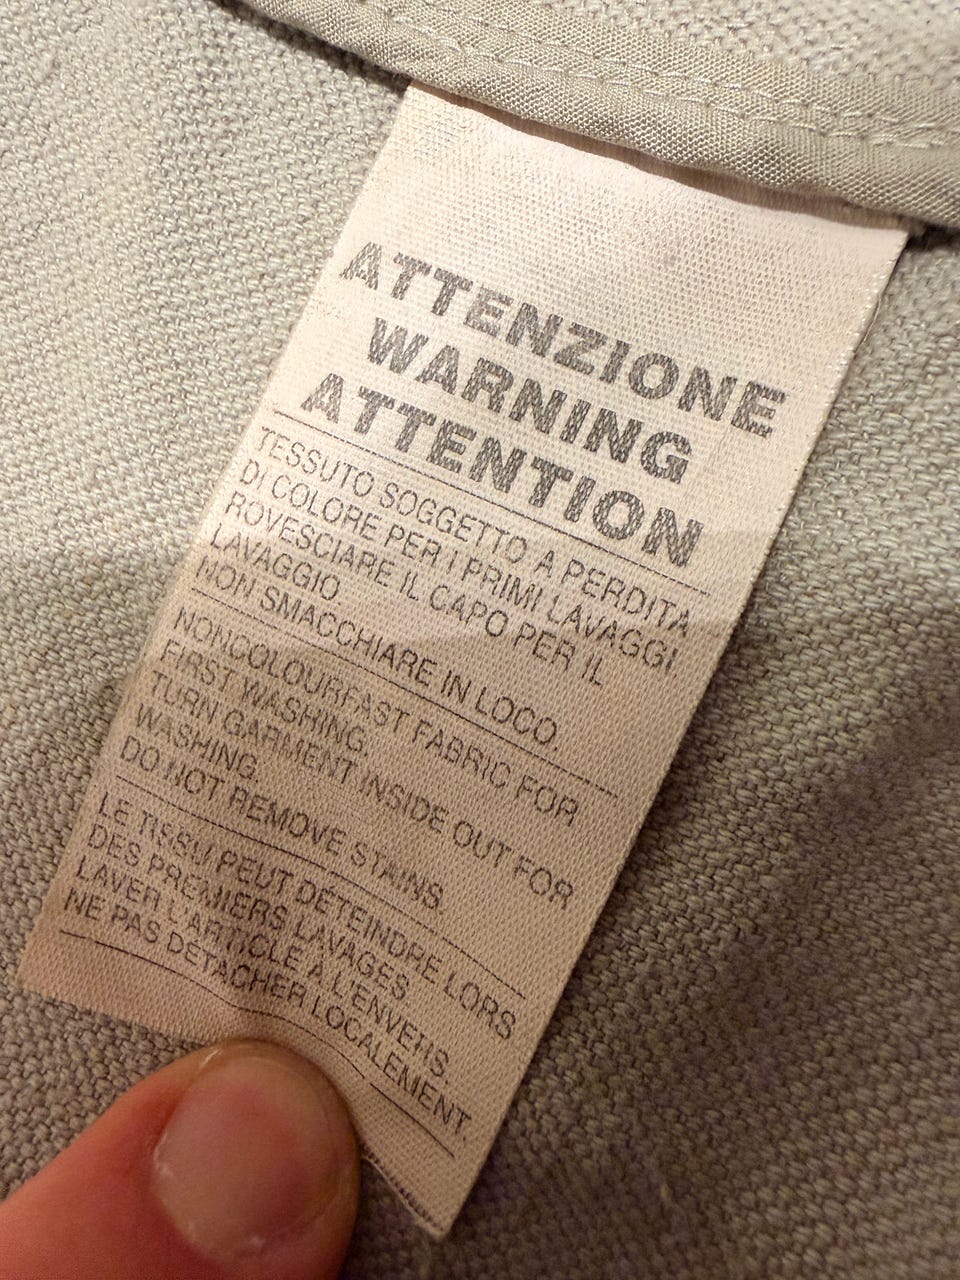 ATTENZIONE
WARNING
ATTENTION
TESSUTO SOGGETTO A PERDITA
DI COLORE PER I PRIMI LAVAGGI
ROVESCIARE IL CAPO PER IL
LAVAGGIO
NON SMACCHIARE IN LOCO.
NONCOLOURFAST FABRIC FOR
FIRST WASHING.
TURN GARMENT INSIDE OUT FOR
WASHING.
DO NOT REMOVE STAINS.
LE TISSU PEUT DÉTEINDRE LORS
DES PREMIERS LAVAGES.
LAVER L'ARTICLE À L'ENVERS.
NE PAS DÉTACHER LOCALEMENT.